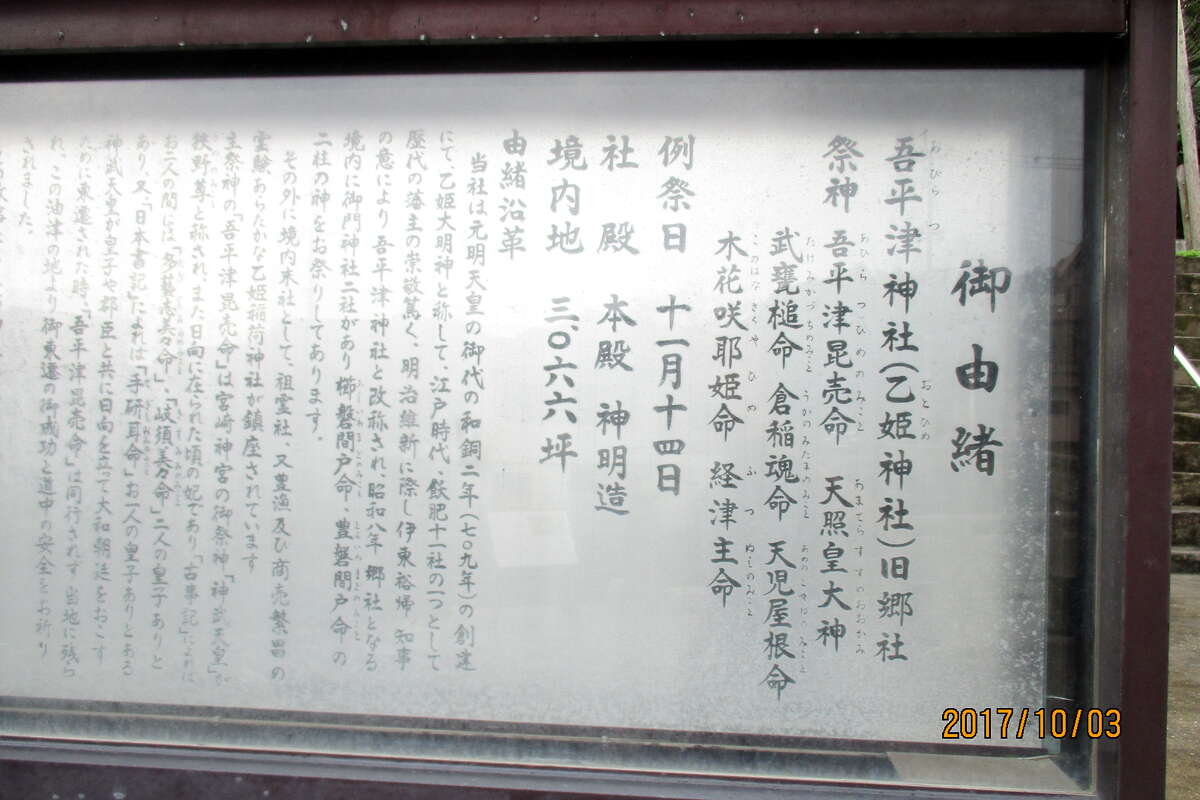 御由緒
吾平津神社(乙姫神社)旧郷社
祭神 吾平津毘売命 天照皇大神
武甕槌命 倉稲魂命 天児屋根命
木花咲耶姫命 経津主命
例祭日 十一月十四日
社殿 本殿 神明造
境内地 三〇六六坪
由緒沿革
当社は元明天皇の御代の和銅二年(七〇九年)の創建
にて、乙姫大明神と称して、江戸時代、飫肥十一社の一つとして
歴代の藩主の崇敬篤く、明治維新に際し伊東裕帰 知事
の意により吾平津神社と改称され、昭和八年 郷社となる
境内に御門神社二社があり櫛磐間戸命、豊磐間戸命の
二柱の神をお祭りしてあります。
その外に境内末社として、祖霊社、又豊漁及び商売繁昌の
霊験あらたかな乙姫稲荷神社が鎮座されています
主祭神の「吾平津毘売命」は宮崎神宮の御祭神「神武天皇」が
狭野尊と称され、また日向に在られた頃の妃であり「古事記」によれば
お二人の間には「多芸志美美命」、「岐須美美命」二人の皇子ありと
あり、又「日本書記」によれば「手研耳命」お一人の皇子ありとある
神武天皇が皇子や郡臣と共に日向を立て大和朝廷をおこす
ために東遷された時「吾平津毘売命」は同行されず 当地に残ら
れ、この油津の地より御東遷の御成功と道中の安全をお祈り
されました。
2017/10/03